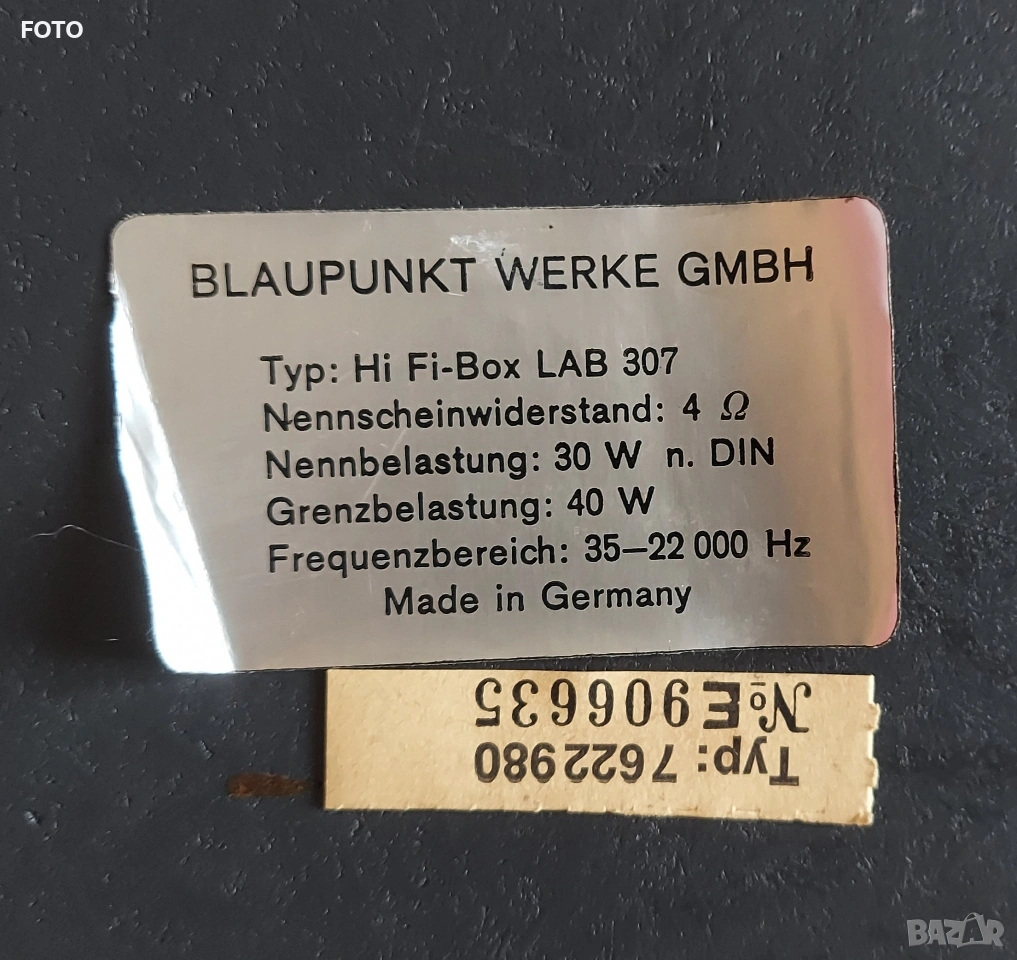 FOTO
BLAUPUNKT WERKE GMBH
Typ: Hi Fi-Box LAB 307
Nennscheinwiderstand: 4 Ω
Nennbelastung: 30 W n. DIN
Grenzbelastung: 40 W
Frequenzbereich: 35–22 000 Hz
Made in Germany
Typ: 7622980
№ E906635
BAZAR